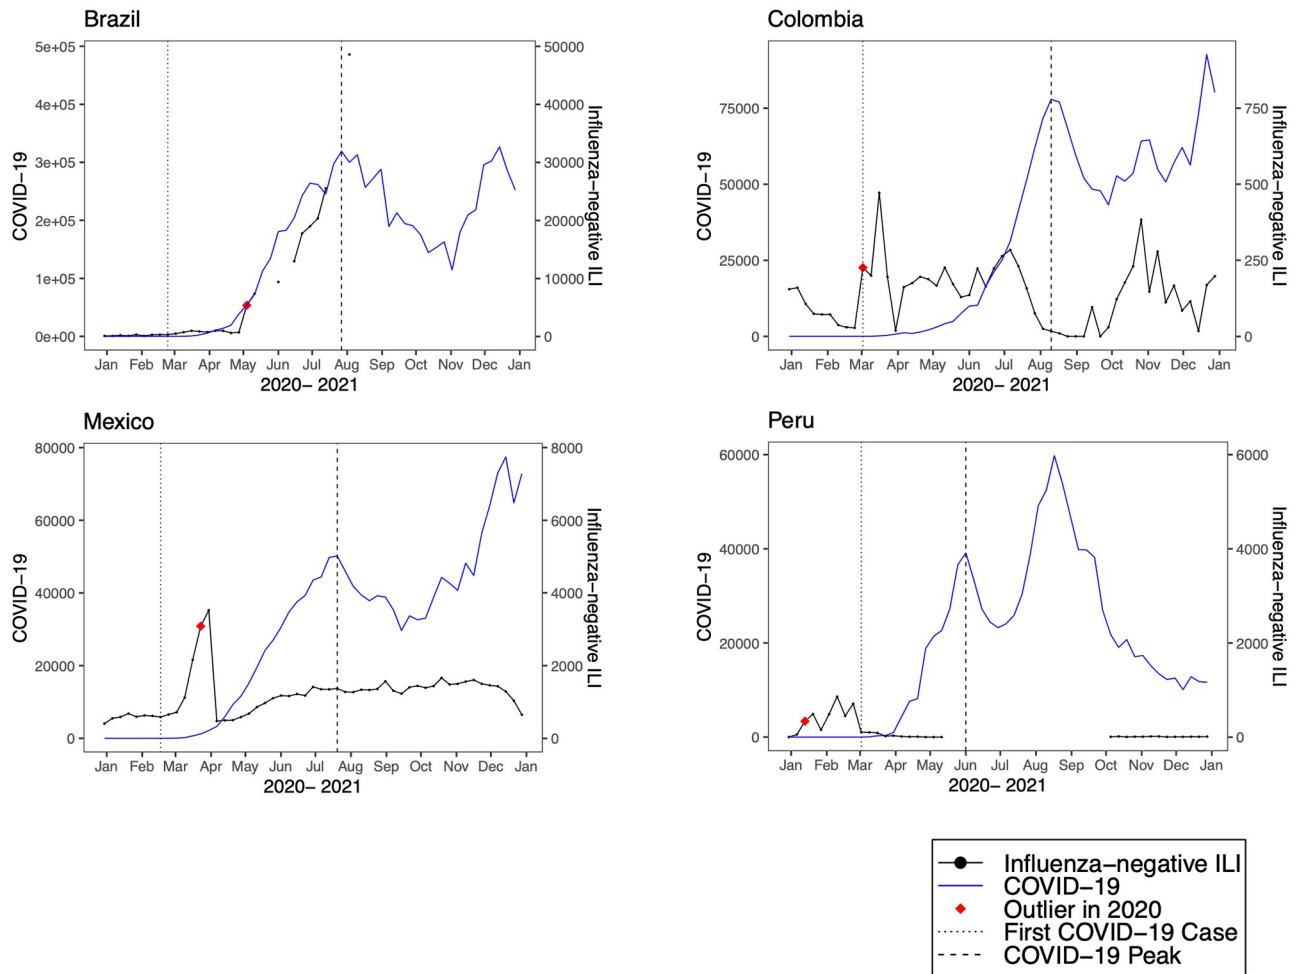 Brazil
5e+05
4e+05
3e+05
2e+05
1e+05
0e+00
COVID−19
50000
40000
30000
20000
10000
0
Influenza−negative ILI
Jan Feb Mar Apr May Jun Jul Aug Sep Oct Nov Dec Jan
2020− 2021
Colombia
75000
50000
25000
0
COVID−19
750
500
250
0
Influenza−negative ILI
Jan Feb Mar Apr May Jun Jul Aug Sep Oct Nov Dec Jan
2020− 2021
Mexico
80000
60000
40000
20000
0
COVID−19
8000
6000
4000
2000
0
Influenza−negative ILI
Jan Feb Mar Apr May Jun Jul Aug Sep Oct Nov Dec Jan
2020− 2021
Peru
60000
40000
20000
0
COVID−19
6000
4000
2000
0
Influenza−negative ILI
Jan Feb Mar Apr May Jun Jul Aug Sep Oct Nov Dec Jan
2020− 2021
Influenza−negative ILI
COVID−19
Outlier in 2020
First COVID−19 Case
COVID−19 Peak